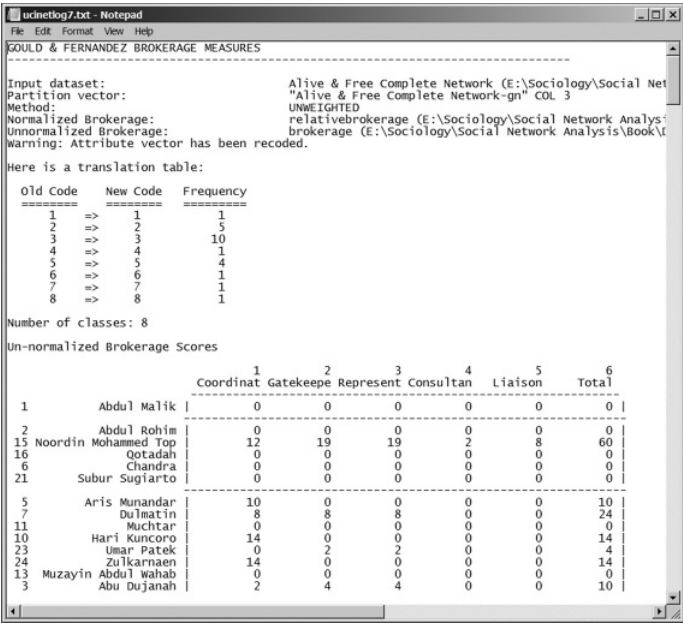 ucinetlog7.txt - Notepad
File Edit Format View Help
GOULD & FERNANDEZ BROKERAGE MEASURES
--------------------------------------------------------------------------------
Input dataset: Alive & Free Complete Network (E:\Sociology\Social Net
Partition vector: "Alive & Free Complete Network-gn" COL 3
Method: UNWEIGHTED
Normalized Brokerage: relativebrokerage (E:\Sociology\Social Network Analys
Unnormalized Brokerage: brokerage (E:\Sociology\Social Network Analysis\Book\D
Warning: Attribute vector has been recoded.
Here is a translation table:
Old Code New Code Frequency
======== ======== =========
1 => 1 1
2 => 2 5
3 => 3 10
4 => 4 1
5 => 5 4
6 => 6 1
7 => 7 1
8 => 8 1
Number of classes: 8
Un-normalized Brokerage Scores
1 2 3 4 5 6
Coordinat Gatekeepe Represent Consultan Liaison Total
------------------------------------------------------------
1 Abdul Malik | 0 0 0 0 0 0 |
------------------------------------------------------------
2 Abdul Rohim | 0 0 0 0 0 0 |
15 Noordin Mohammed Top | 12 19 19 2 8 60 |
16 Qotadah | 0 0 0 0 0 0 |
6 Chandra | 0 0 0 0 0 0 |
21 Subur Sugiarto | 0 0 0 0 0 0 |
------------------------------------------------------------
5 Aris Munandar | 10 0 0 0 0 10 |
7 Dulmatin | 8 8 8 0 0 24 |
11 Muchtar | 0 0 0 0 0 0 |
10 Hari Kuncoro | 14 0 0 0 0 14 |
23 Umar Patek | 0 2 2 0 0 4 |
24 Zulkarnaen | 14 0 0 0 0 14 |
13 Muzayin Abdul Wahab | 0 0 0 0 0 0 |
3 Abu Dujanah | 2 4 4 0 0 10 |